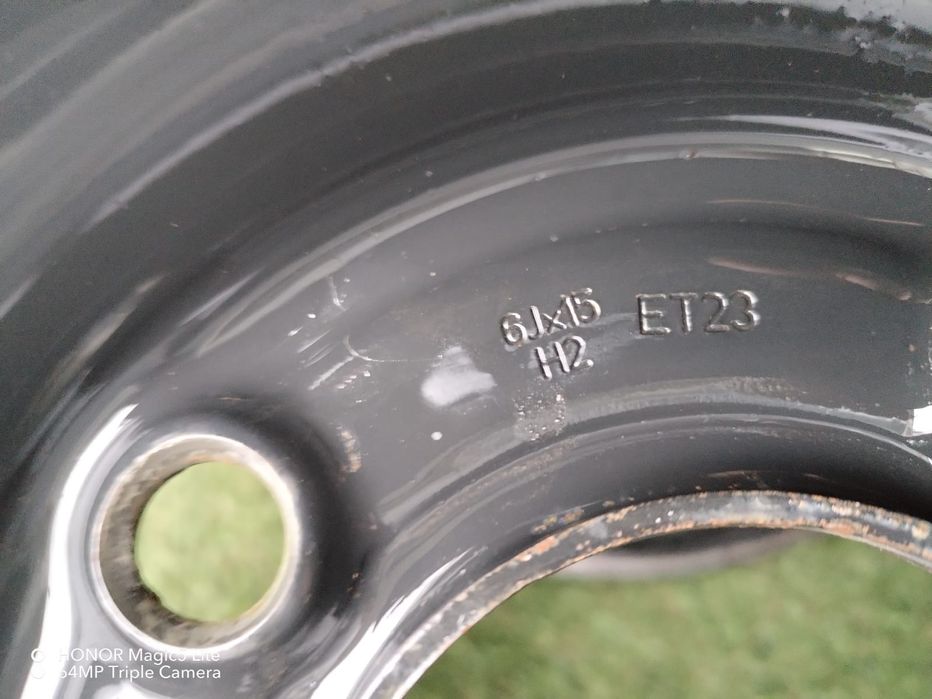 6Jx15 ET23
H2
HONOR Magic5 Lite
64MP Triple Camera